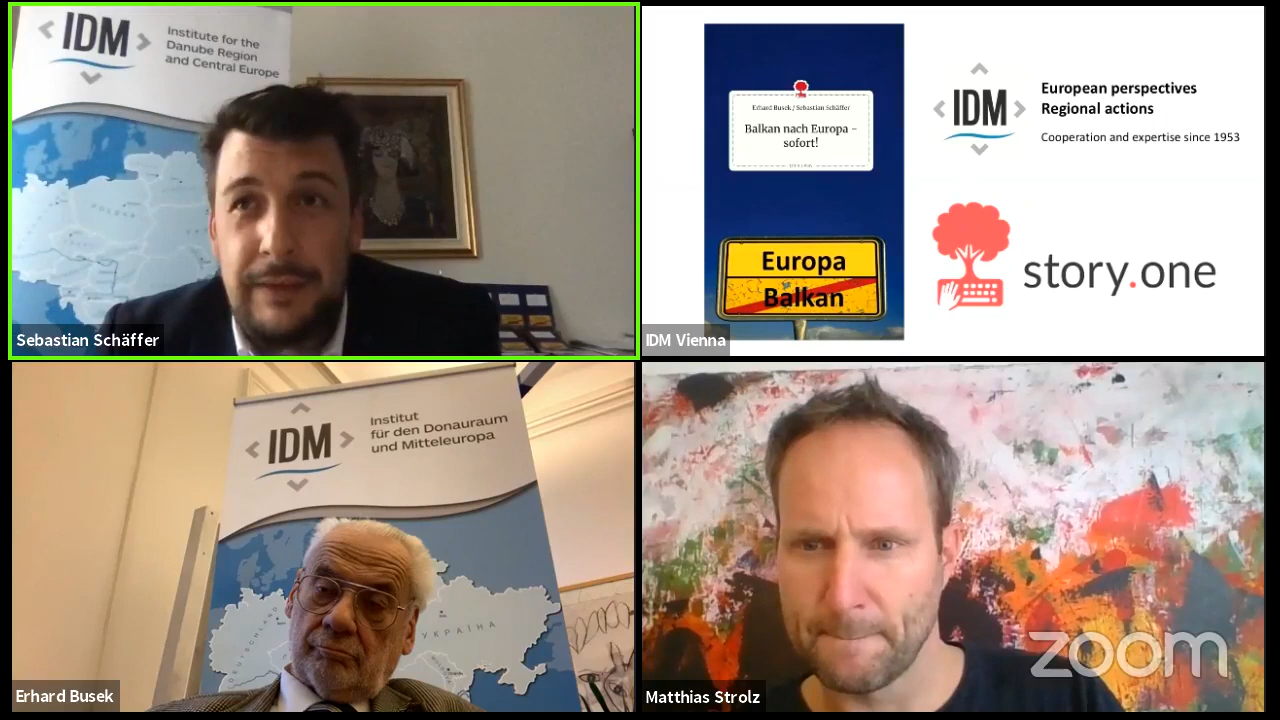 IDM
Institute for the
Danube Region
and Central Europe
POLSKA
Sebastian Schäffer
Erhard Busek / Sebastian Schäffer
Balkan nach Europa –
sofort!
Europa
Balkan
IDM
European perspectives
Regional actions
Cooperation and expertise since 1953
story.one
IDM Vienna
IDM
Institut
für den Donauraum
und Mitteleuropa
УКРАЇНА
Erhard Busek
Matthias Strolz
zoom